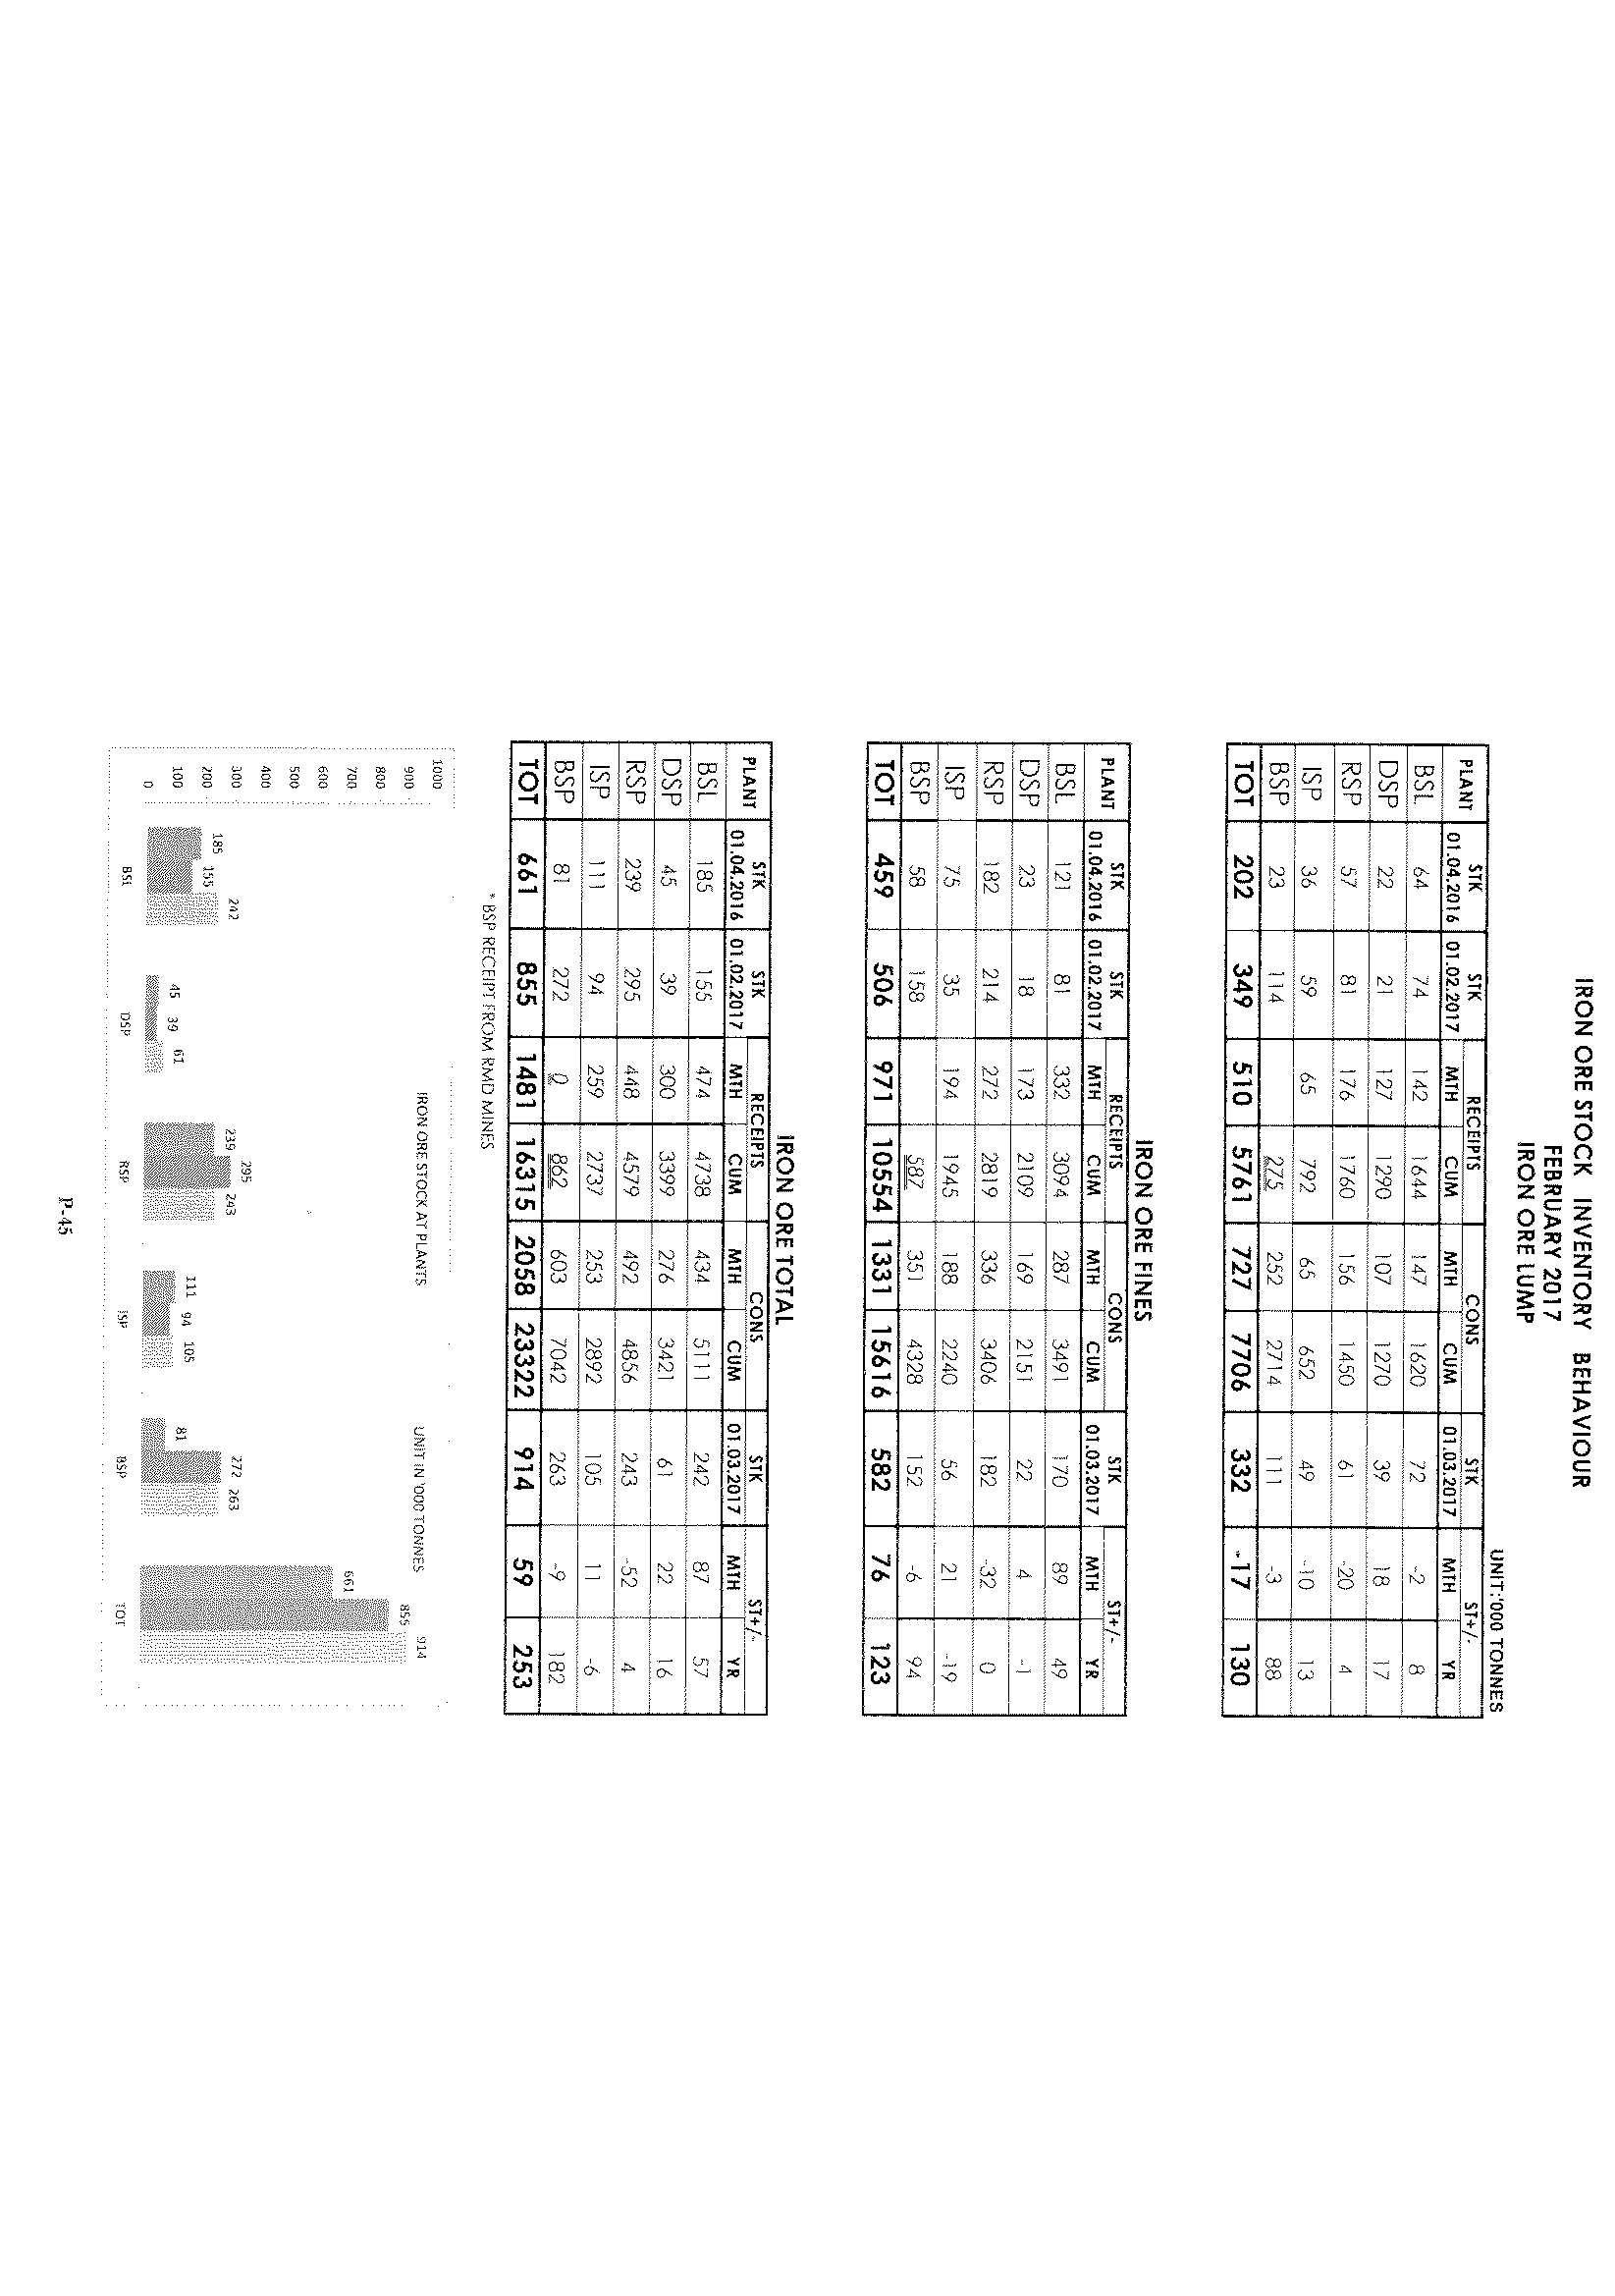 IRON ORE STOCK INVENTORY BEHAVIOUR
FEBRUARY 2017
IRON ORE LUMP
UNIT:'000 TONNES
PLANT STK STK RECEIPTS CONS STK ST+/-
01.04.2016 01.02.2017 MTH CUM MTH CUM 01.03.2017 MTH YR
BSL 64 74 142 1644 147 1620 72 -2 8
DSP 22 21 127 1290 107 1270 39 18 17
RSP 57 81 176 1760 156 1450 61 -20 4
ISP 36 59 65 792 65 652 49 -10 13
BSP 23 114 275 252 2714 111 -3 88
TOT 202 349 510 5761 727 7706 332 -17 130
IRON ORE FINES
PLANT STK STK RECEIPTS CONS STK ST+/-
01.04.2016 01.02.2017 MTH CUM MTH CUM 01.03.2017 MTH YR
BSL 121 81 332 3094 287 3491 170 89 49
DSP 23 18 173 2109 169 2151 22 4 -1
RSP 182 214 272 2819 336 3406 182 -32 0
ISP 75 35 194 1945 188 2240 56 21 -19
BSP 58 158 587 351 4328 152 -6 94
TOT 459 506 971 10554 1331 15616 582 76 123
IRON ORE TOTAL
PLANT STK STK RECEIPTS CONS STK ST+/-
01.04.2016 01.02.2017 MTH CUM MTH CUM 01.03.2017 MTH YR
BSL 185 155 474 4738 434 5111 242 87 57
DSP 45 39 300 3399 276 3421 61 22 16
RSP 239 295 448 4579 492 4856 243 -52 4
ISP 111 94 259 2737 253 2892 105 11 -6
BSP 81 272 0 862 603 7042 263 -9 182
TOT 661 855 1481 16315 2058 23322 914 59 253
* BSP RECEIPT FROM RMD MINES
IRON ORE STOCK AT PLANTS UNIT IN '000 TONNES
1000
900
800
700
600
500
400
300
200
100
0
185 155 242
45 39 61
239 295 243
111 94 105
81 272 263
661 855 914
BSL DSP RSP ISP BSP TOT
P-45